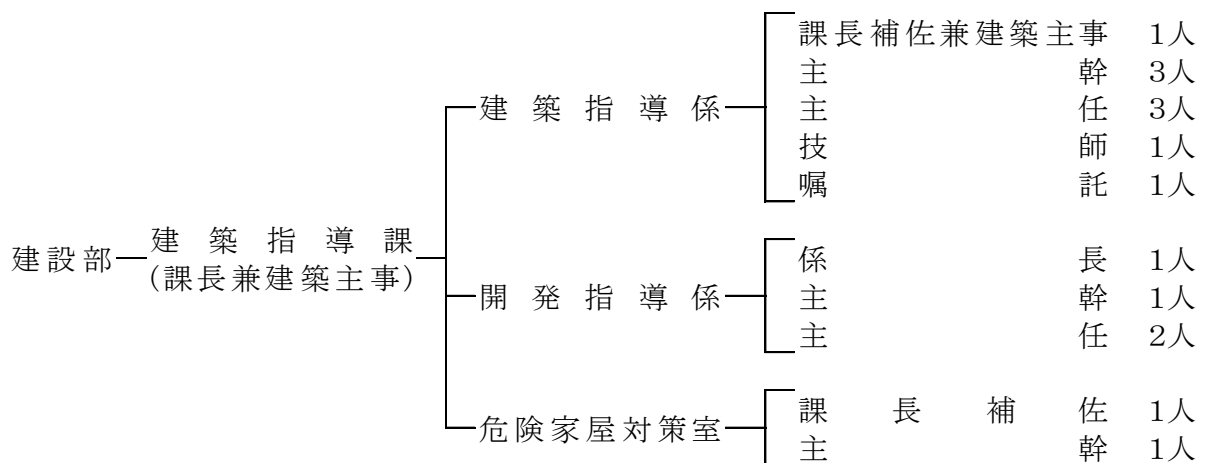 課長補佐兼建築主事 1人
主幹 3人
建築指導係 主任 3人
技師 1人
嘱託 1人
建設部 建築指導課
(課長兼建築主事)
係長 1人
開発指導係 主幹 1人
主任 2人
危険家屋対策室 課長補佐 1人
主幹 1人